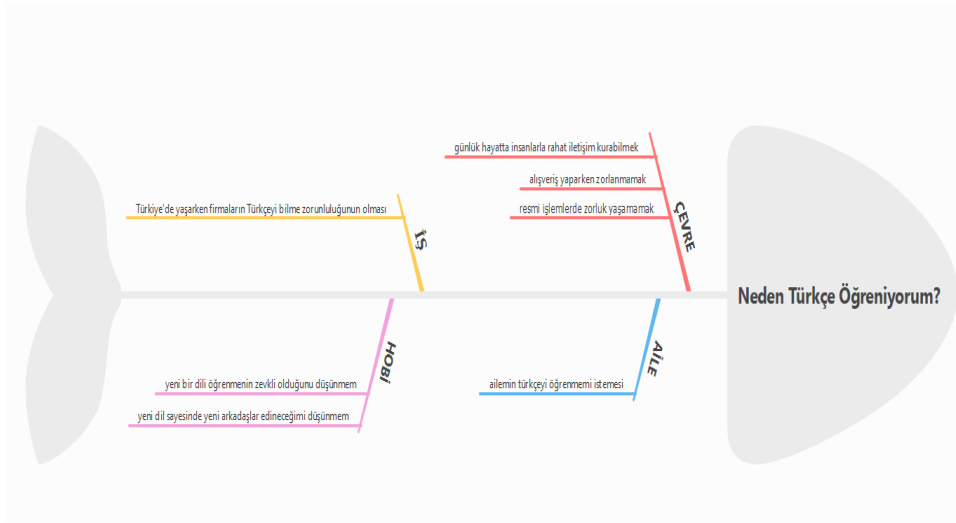 günlük hayatta insanlarla rahat iletişim kurabilmek
alışveriş yaparken zorlanmamak
resmi işlemlerde zorluk yaşamamak
ÇEVRE
Türkiye'de yaşarken firmaların Türkçeyi bilme zorunluluğunun olması
İŞ
Neden Türkçe Öğreniyorum?
HOBİ
yeni bir dili öğrenmenin zevkli olduğunu düşünmem
yeni dil sayesinde yeni arkadaşlar edineceğimi düşünmem
AİLE
ailemin türkçeyi öğrenmemi istemesi